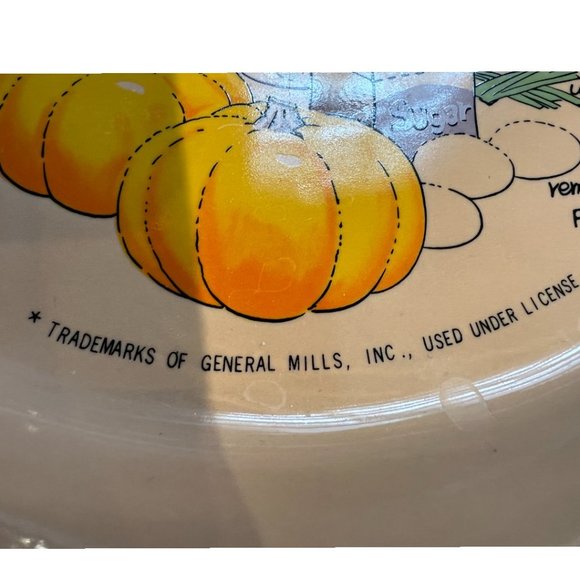 Sugar
* TRADEMARKS OF GENERAL MILLS, INC., USED UNDER LICENSE